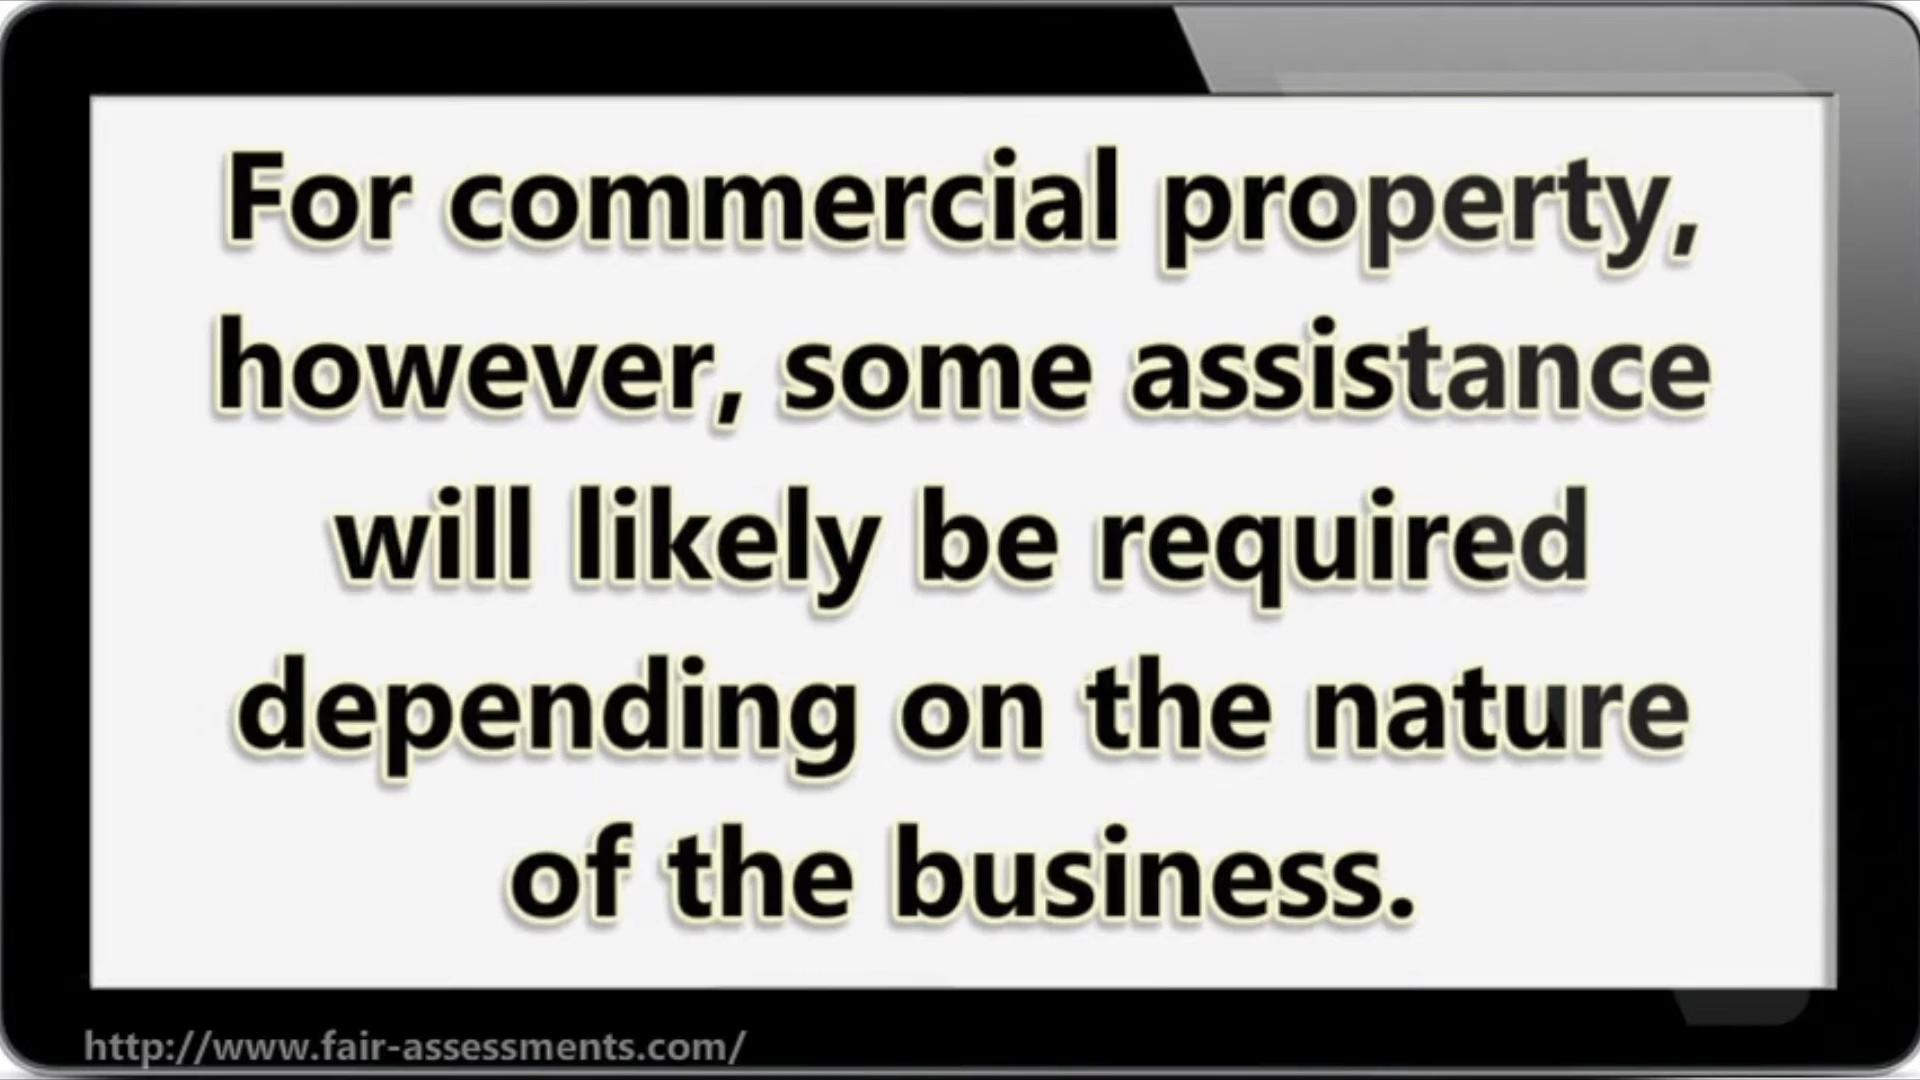 For commercial property,
however, some assistance
will likely be required
depending on the nature
of the business.
http://www.fair-assessments.com/